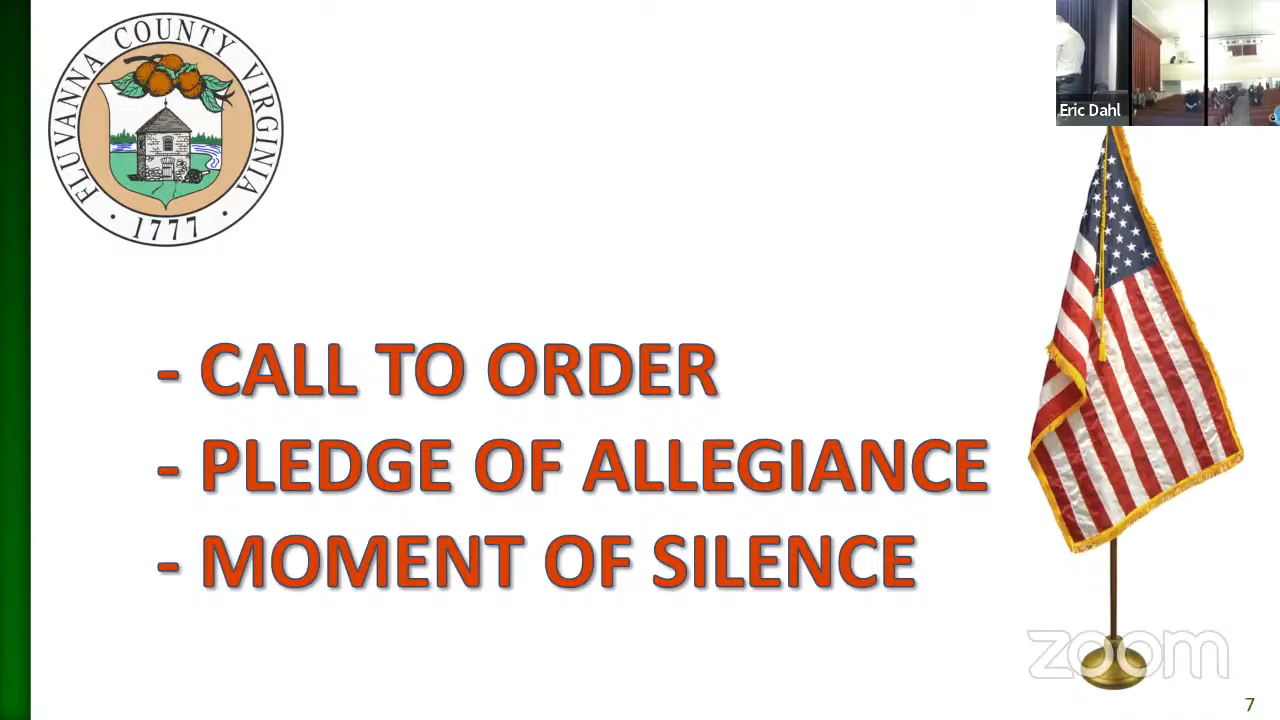 FLUVANNA COUNTY VIRGINIA
· 1777 ·
Eric Dahl
- CALL TO ORDER
- PLEDGE OF ALLEGIANCE
- MOMENT OF SILENCE
zoom
7